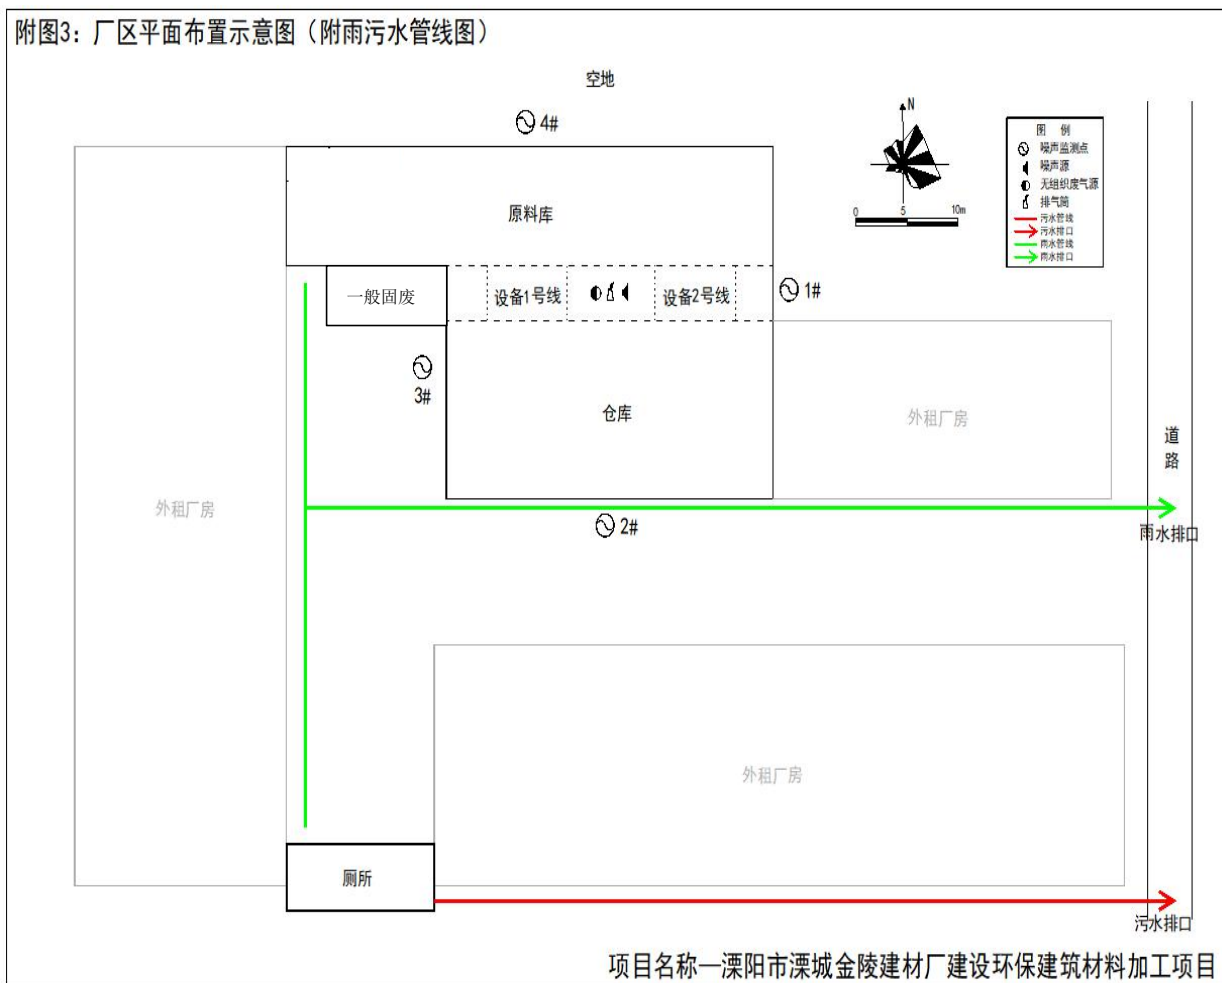 附图3：厂区平面布置示意图（附雨污水管线图）
空地
4#
N
0 5 10m
图 例
噪声监测点
噪声源
无组织废气源
排气筒
污水管线
污水排口
雨水管线
雨水排口
原料库
一般固废
设备1号线
设备2号线
1#
3#
仓库
外租厂房
道路
外租厂房
2#
雨水排口
外租厂房
厕所
污水排口
项目名称—溧阳市溧城金陵建材厂建设环保建筑材料加工项目